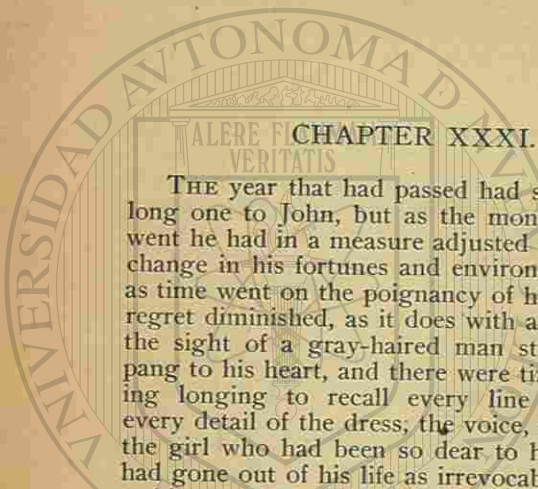 UNIVERSIDAD AVTONOMA D
ALERE FLAMMAM
VERITATIS
CHAPTER XXXI.
THE year that had passed had s
long one to John, but as the mon
went he had in a measure adjusted
change in his fortunes and environ
as time went on the poignancy of h
regret diminished, as it does with a
the sight of a gray-haired man st
pang to his heart, and there were ti
ing longing to recall every line
every detail of the dress, the voice,
the girl who had been so dear to h
had gone out of his life as irrevocab